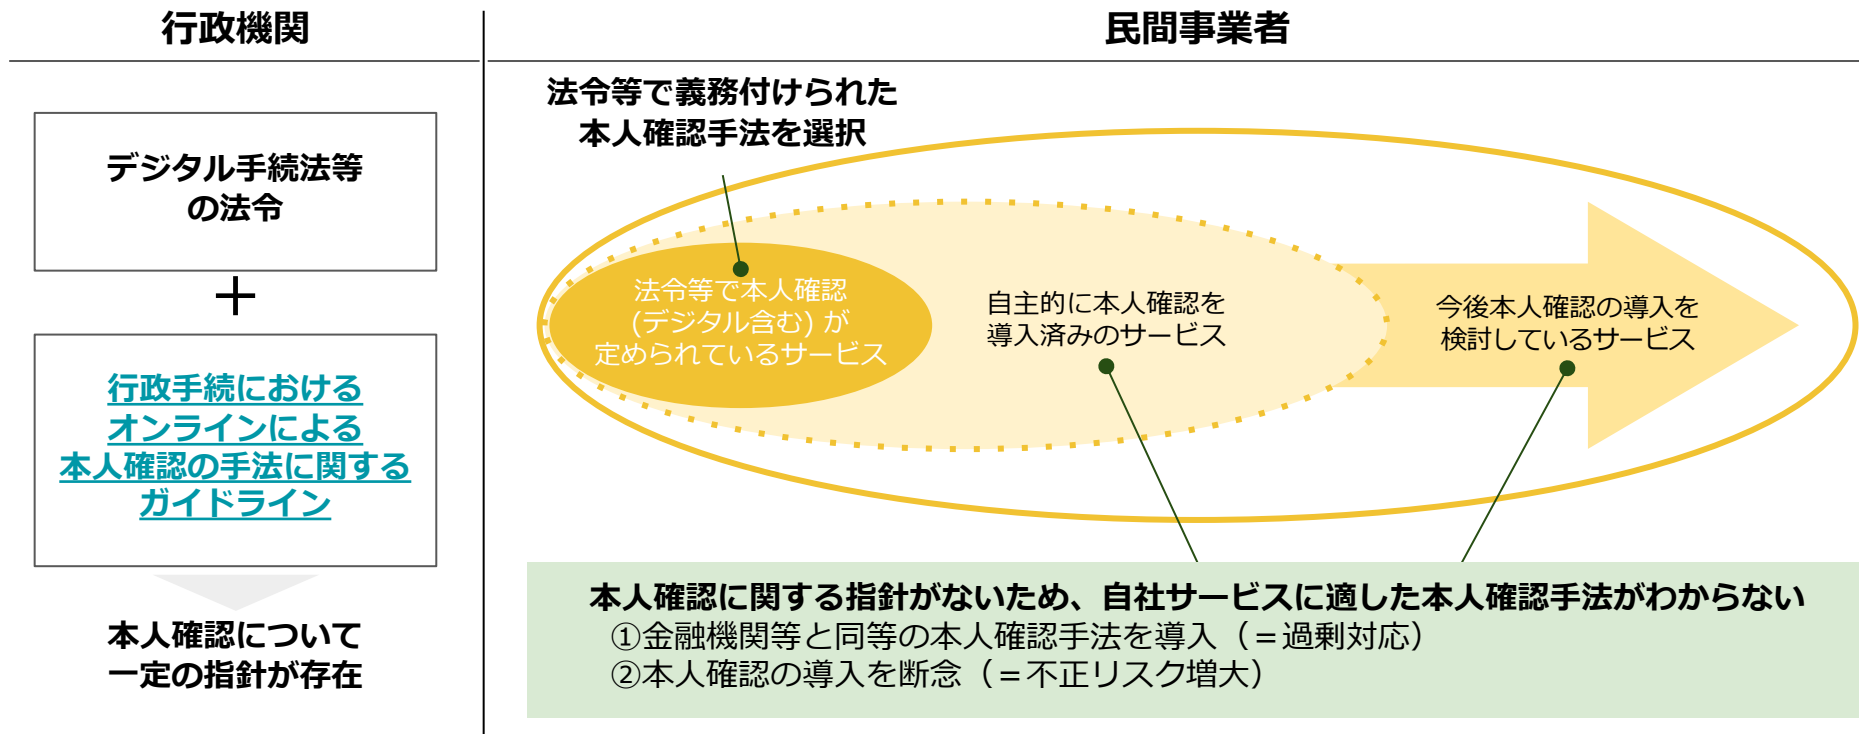 行政機関
デジタル手続法等
の法令
＋
行政手続における
オンラインによる
本人確認の手法に関する
ガイドライン
本人確認について
一定の指針が存在
民間事業者
法令等で義務付けられた
本人確認手法を選択
法令等で本人確認
(デジタル含む) が
定められているサービス
自主的に本人確認を
導入済みのサービス
今後本人確認の導入を
検討しているサービス
本人確認に関する指針がないため、自社サービスに適した本人確認手法がわからない
①金融機関等と同等の本人確認手法を導入（＝過剰対応）
②本人確認の導入を断念（＝不正リスク増大）